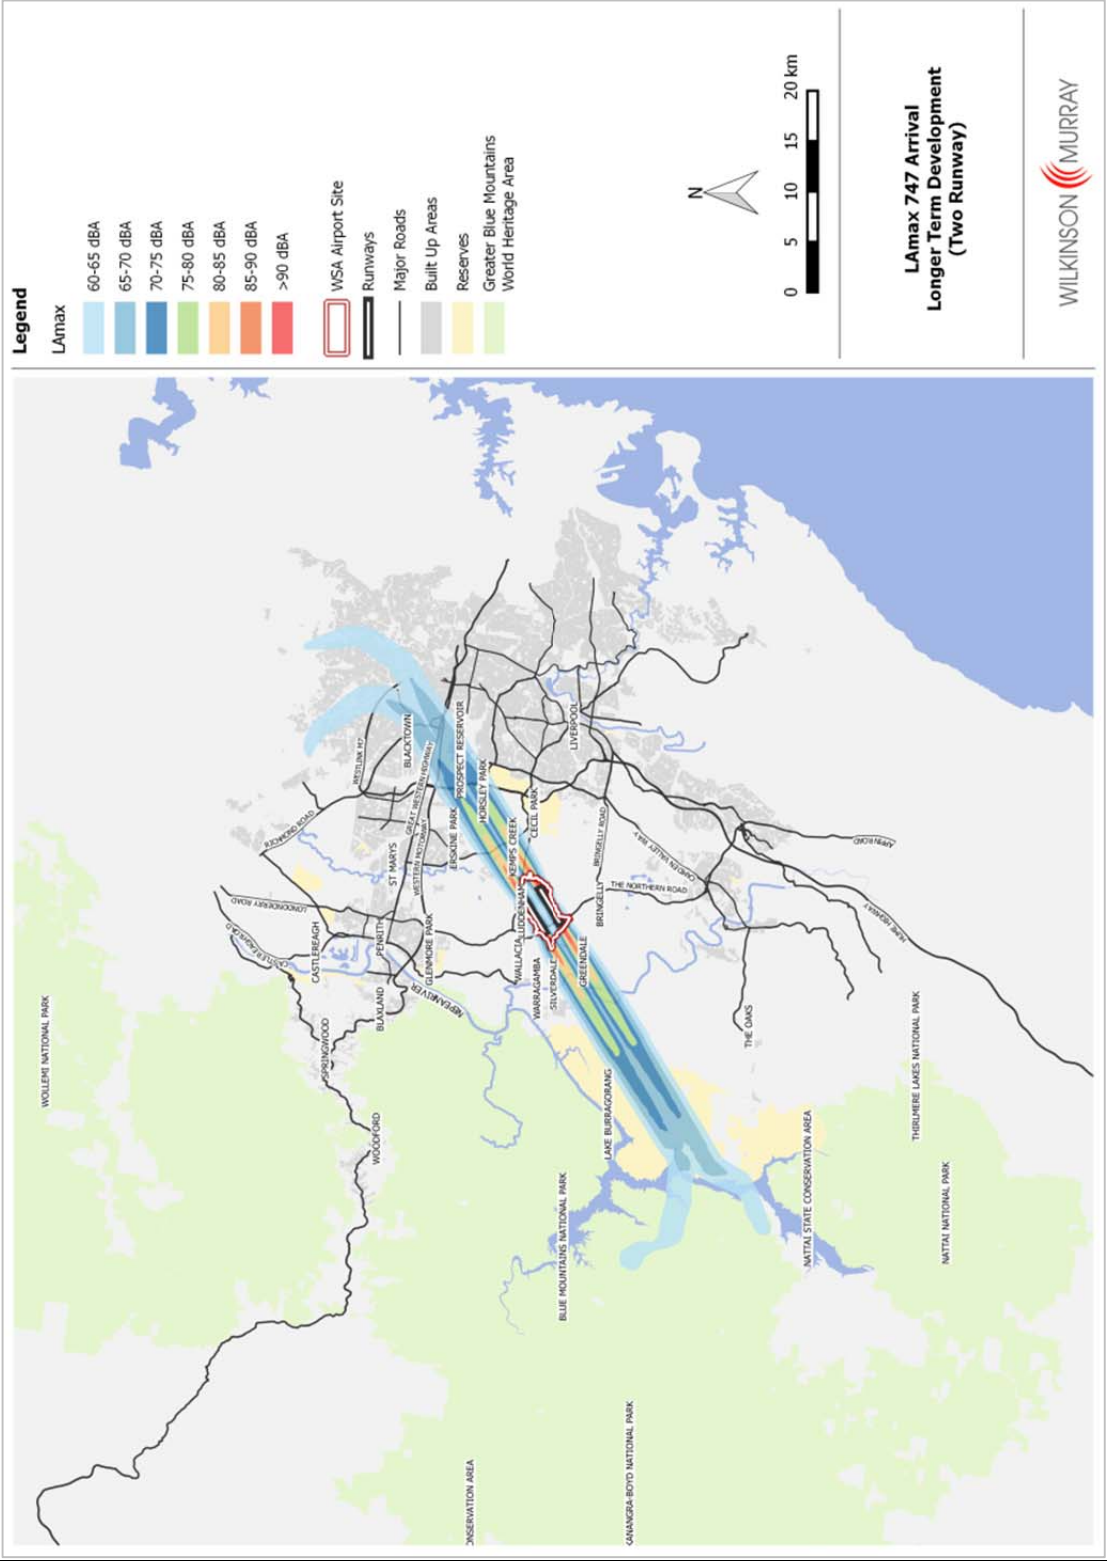 Legend
LAmax
60-65 dBA
65-70 dBA
70-75 dBA
75-80 dBA
80-85 dBA
85-90 dBA
>90 dBA
WSA Airport Site
Runways
Major Roads
Built Up Areas
Reserves
Greater Blue Mountains
World Heritage Area
N
0 5 10 15 20 km
LAmax 747 Arrival
Longer Term Development
(Two Runway)
WILKINSON MURRAY
WOLLEMI NATIONAL PARK
RICHMOND ROAD
LONDONDERRY ROAD
CASTLEREAGH
SPRINGWOOD
WESTLINK M7
BLACKTOWN
GREAT WESTERN HIGHWAY
WESTERN MOTORWAY
ST MARYS
PENRITH
BLAXLAND
WOODFORD
GLENMORE PARK
NEPEAN RIVER
ERSKINE PARK
PROSPECT RESERVOIR
HORSLEY PARK
KEMPS CREEK
CECIL PARK
LUDDENHAM
WALLACIA
WARRAGAMBA
SILVERDALE
GREENDALE
LIVERPOOL
BRINGELLY ROAD
BRINGELLY
THE NORTHERN ROAD
CAMDEN VALLEY WAY
APPIN ROAD
HUME HIGHWAY
THE OAKS
LAKE BURRAGORANG
BLUE MOUNTAINS NATIONAL PARK
NATTAI STATE CONSERVATION AREA
THIRLMERE LAKES NATIONAL PARK
NATTAI NATIONAL PARK
ONSERVATION AREA
KANANGRA-BOYD NATIONAL PARK